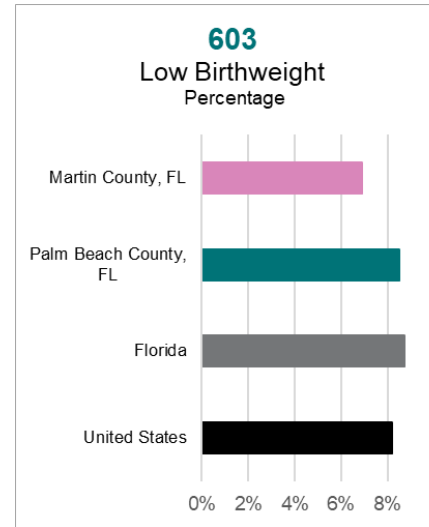 603
Low Birthweight
Percentage
Martin County, FL
Palm Beach County,
FL
Florida
United States
0% 2% 4% 6% 8%